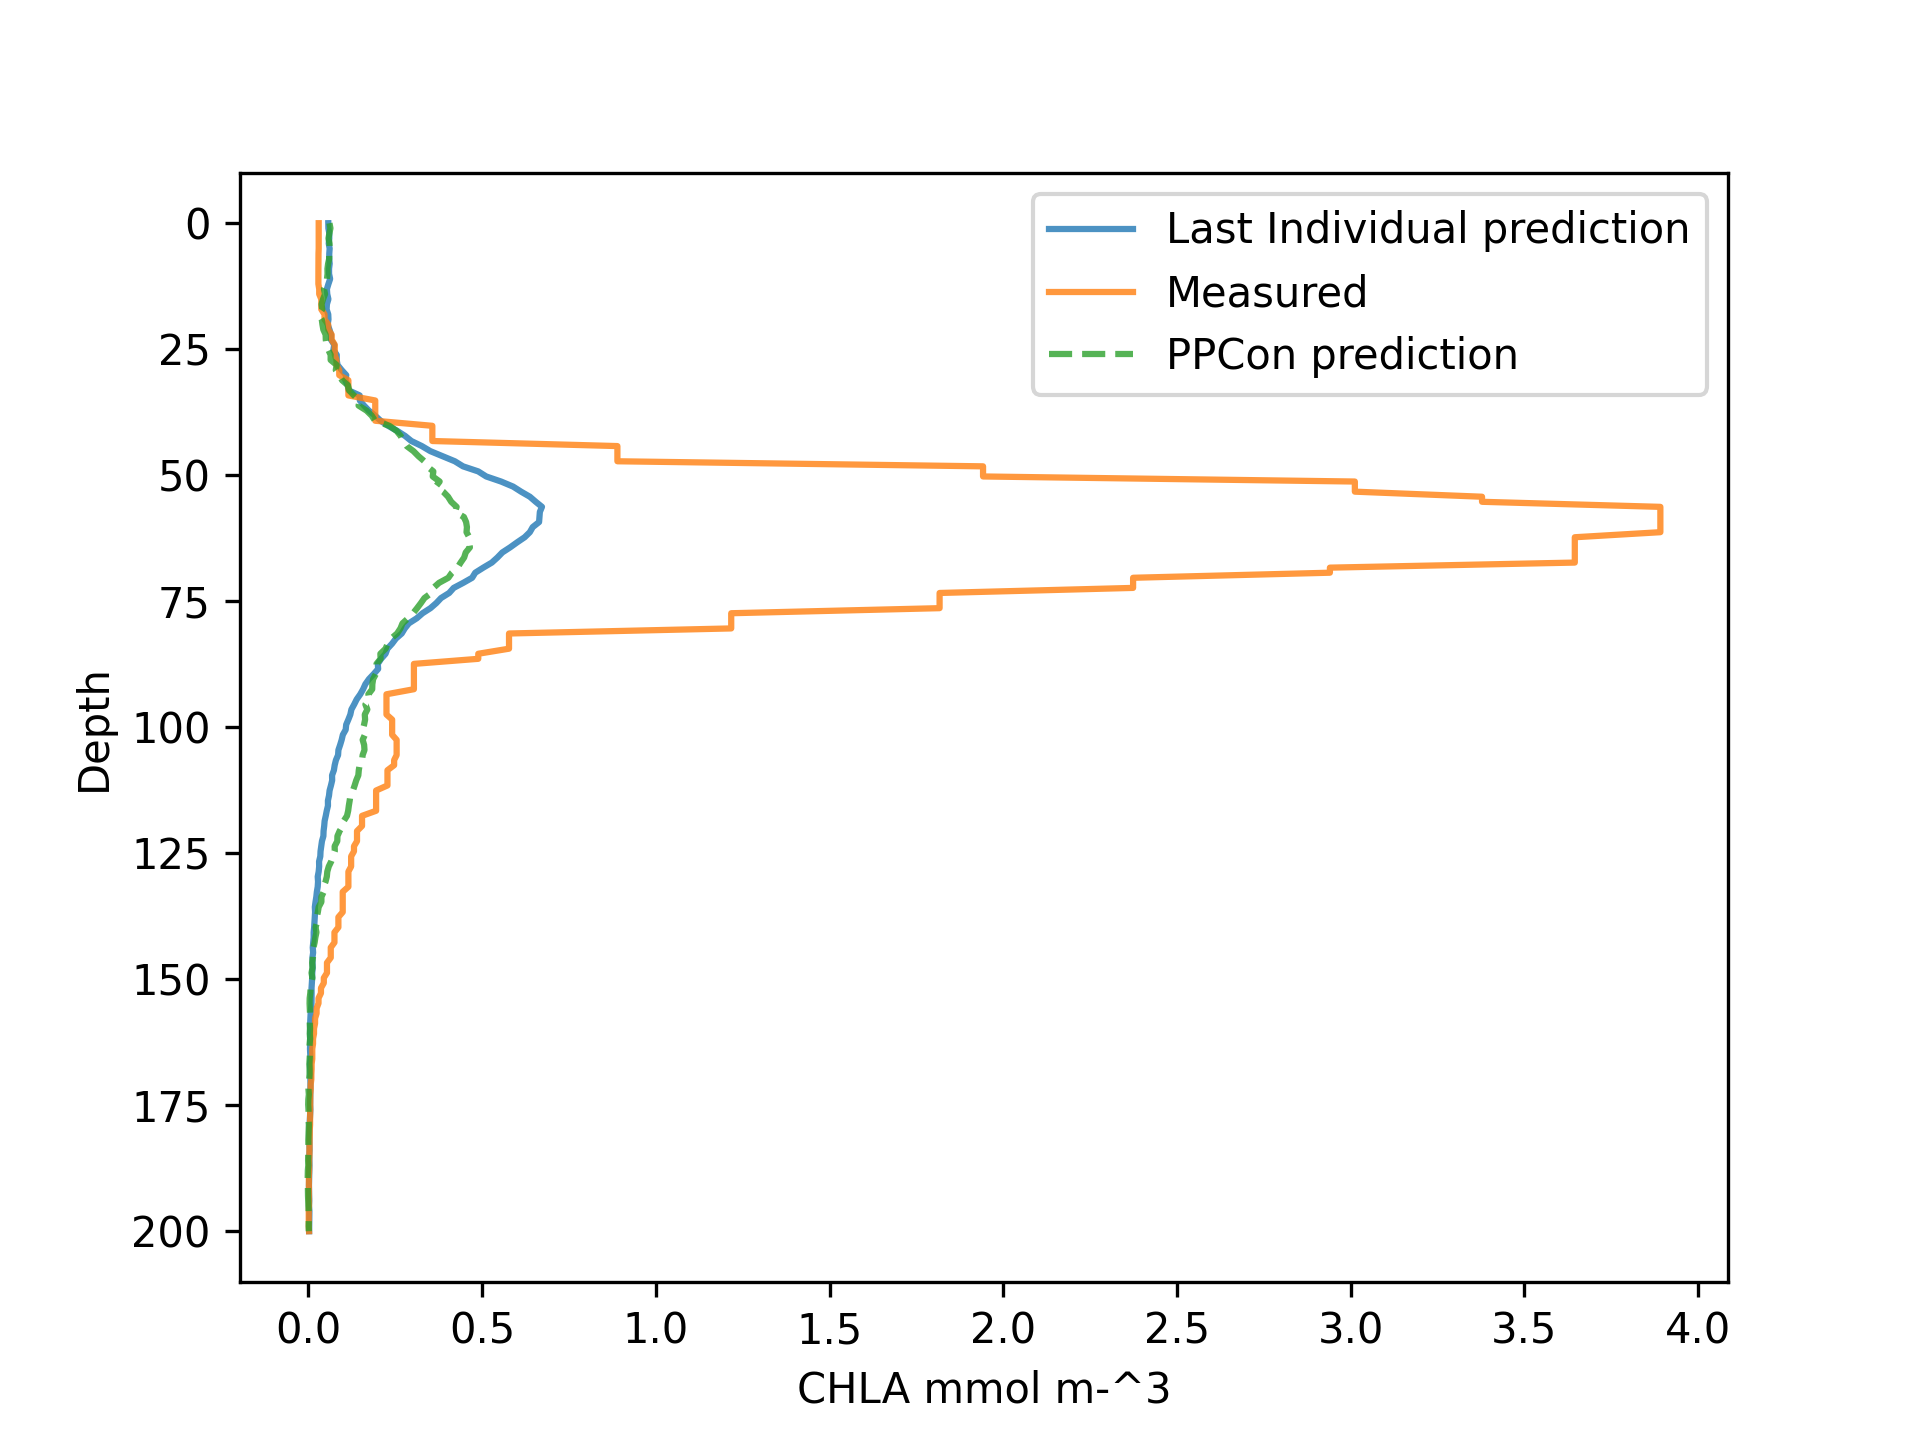 Last Individual prediction
Measured
PPCon prediction
0
25
50
75
100
125
150
175
200
Depth
0.0 0.5 1.0 1.5 2.0 2.5 3.0 3.5 4.0
CHLA mmol m-^3